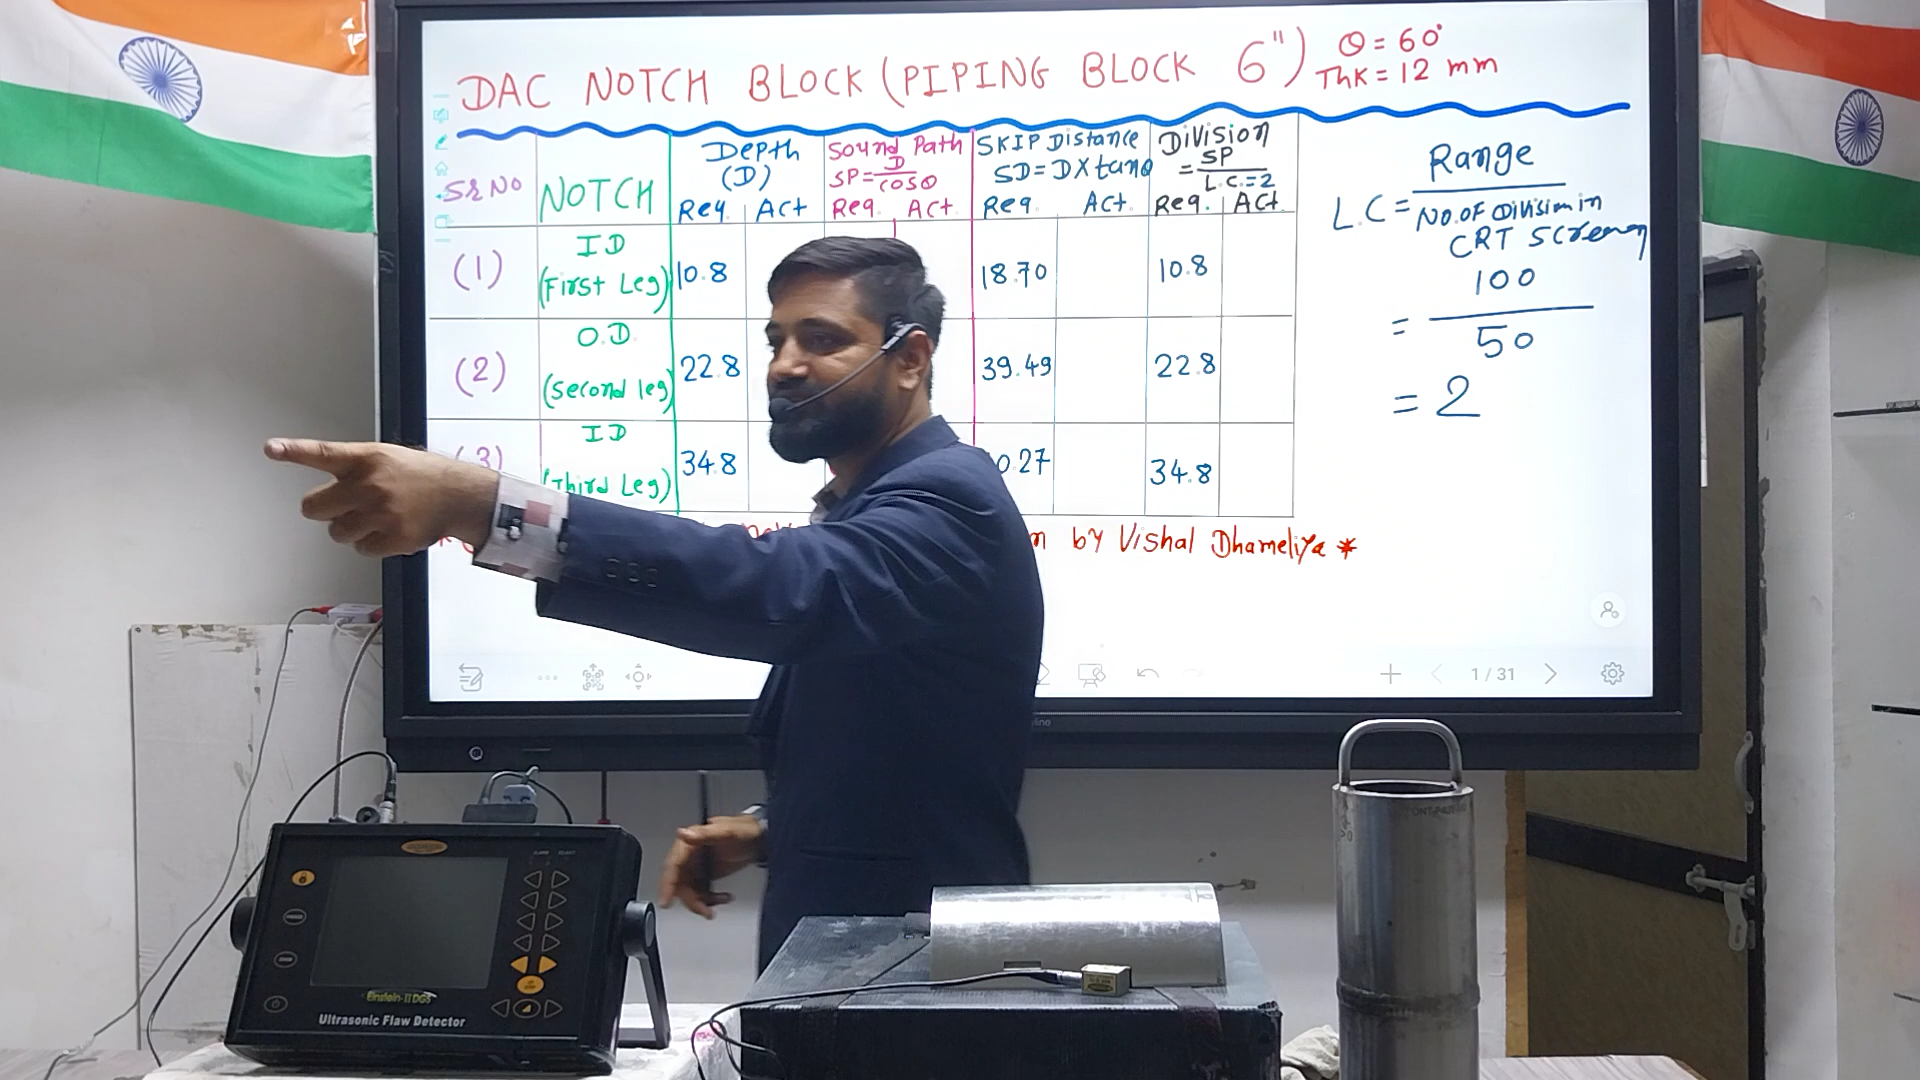 DAC NOTCH BLOCK (PIPING BLOCK 6")
Θ = 60°
Thk = 12 mm
Sr No
NOTCH
Depth
(D)
Req. Act
Sound Path
SP = D / cosθ
Req. Act.
SKIP Distance
SD = D X tanθ
Req. Act.
Division
= SP / L.C. = 2
Req. Act.
(1) ID (First Leg) 10.8 18.70 10.8
(2) O.D (Second leg) 22.8 39.49 22.8
(3) ID (Third Leg) 34.8 0.27 34.8
by Vishal Dhameliya *
L.C = Range / No. of Division in CRT Screen
= 100 / 50
= 2
1 / 31
Einstein-II DGS
Ultrasonic Flaw Detector